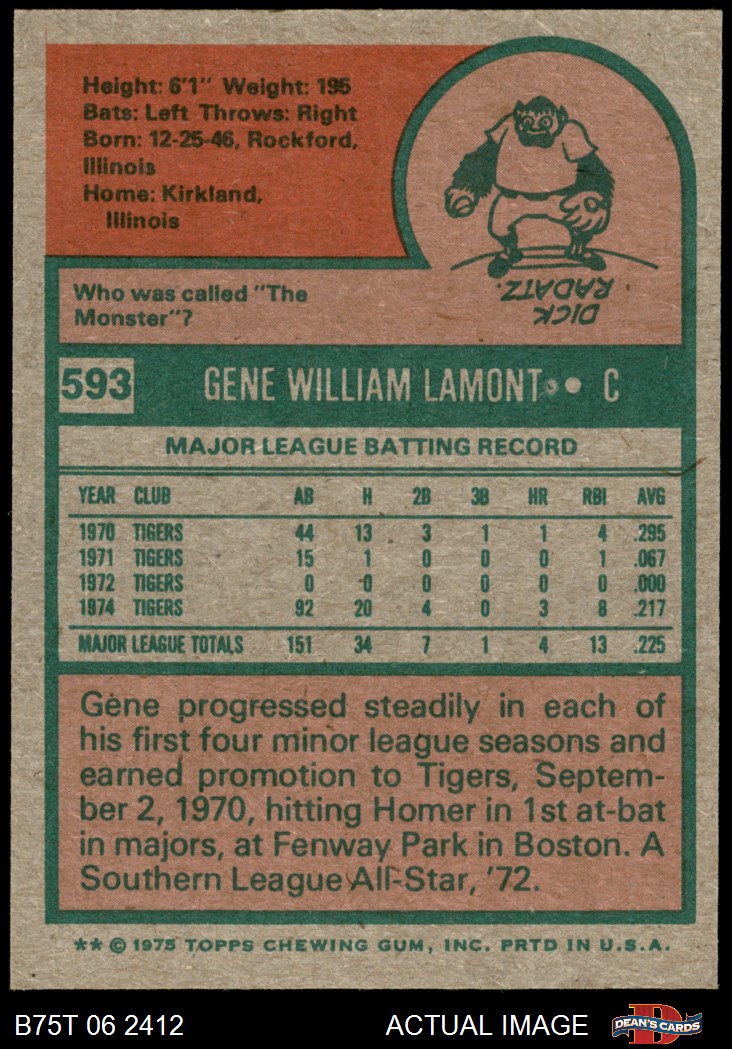 Height: 6'1" Weight: 195
Bats: Left Throws: Right
Born: 12-25-46, Rockford,
Illinois
Home: Kirkland,
Illinois
DICK
RADATZ.
Who was called "The
Monster"?
593 GENE WILLIAM LAMONT • C
MAJOR LEAGUE BATTING RECORD
YEAR CLUB AB H 2B 3B HR RBI AVG
1970 TIGERS 44 13 3 1 1 4 .295
1971 TIGERS 15 1 0 0 0 1 .067
1972 TIGERS 0 0 0 0 0 0 .000
1974 TIGERS 92 20 4 0 3 8 .217
MAJOR LEAGUE TOTALS 151 34 7 1 4 13 .225
Gene progressed steadily in each of
his first four minor league seasons and
earned promotion to Tigers, Septem-
ber 2, 1970, hitting Homer in 1st at-bat
in majors, at Fenway Park in Boston. A
Southern League All-Star, '72.
** © 1975 TOPPS CHEWING GUM, INC. PRTD IN U.S.A.
B75T 06 2412 ACTUAL IMAGE DEAN'S CARDS